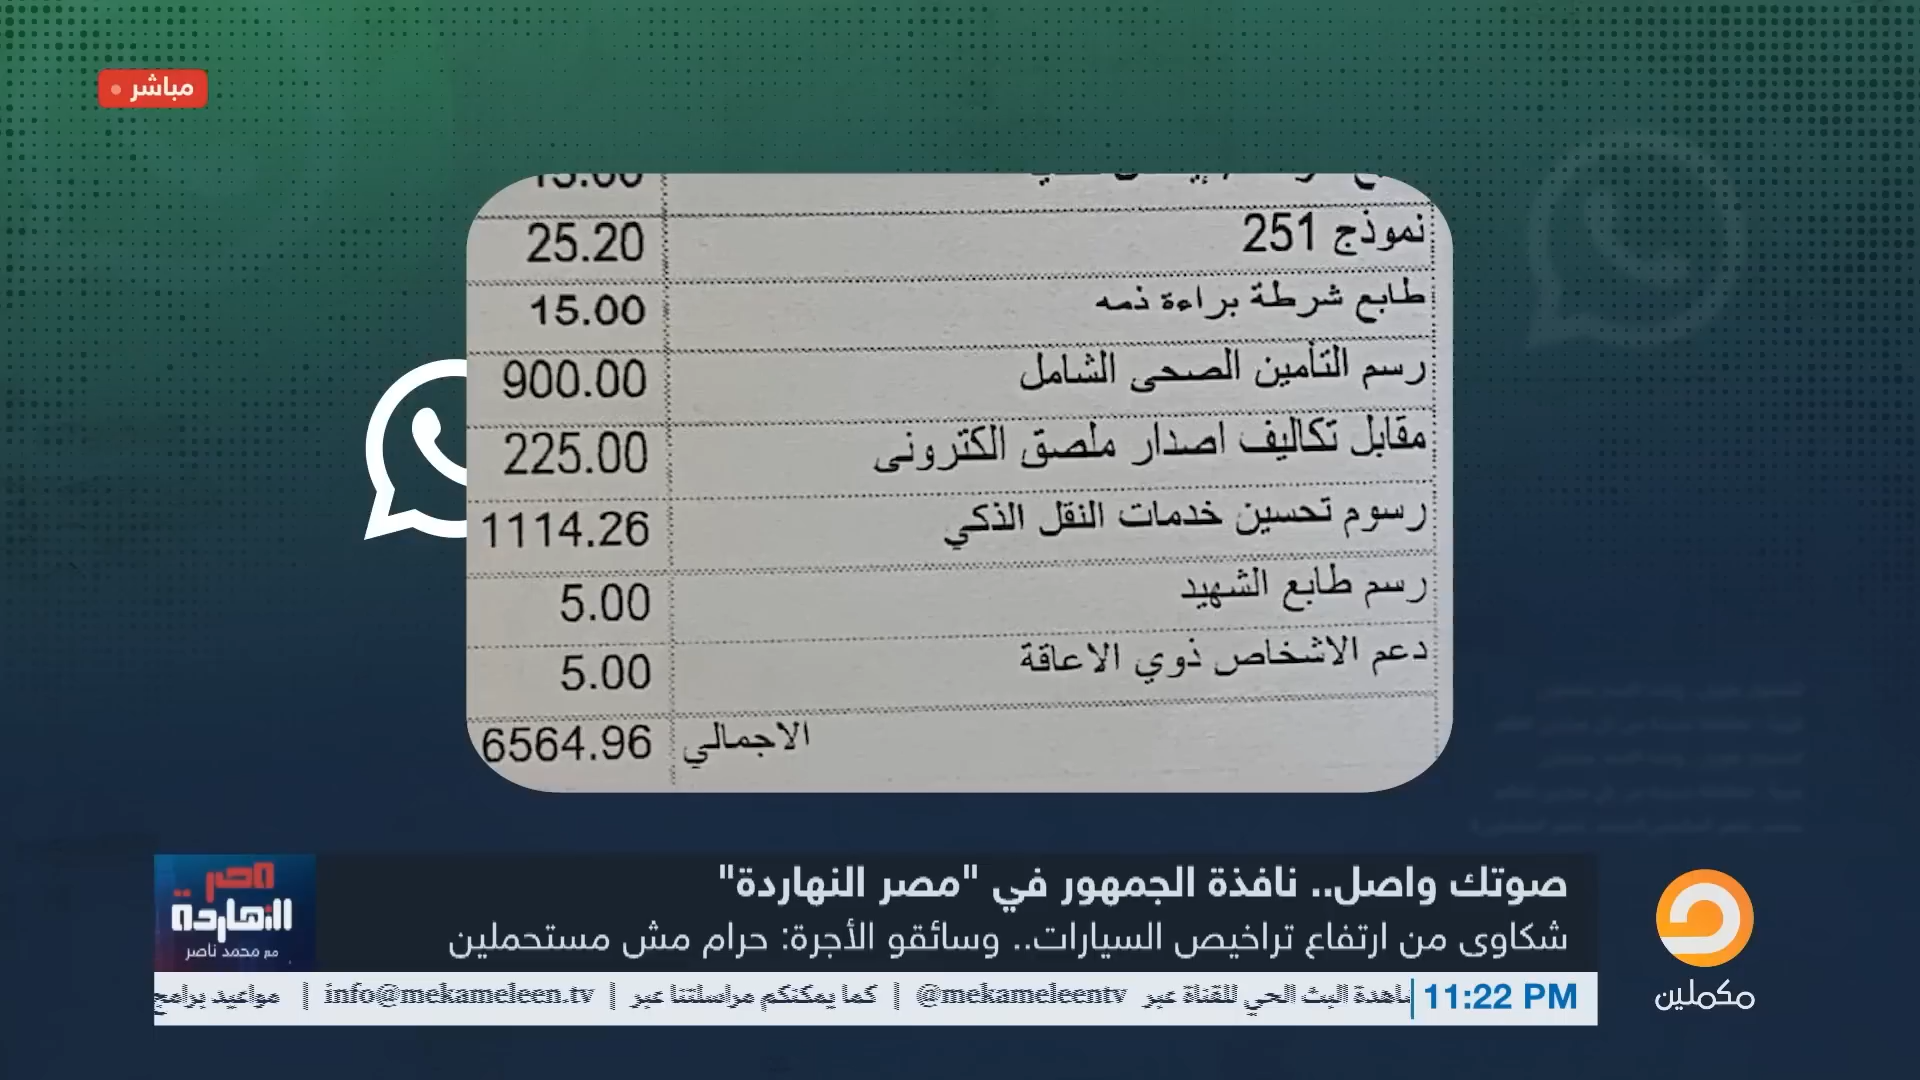 مباشر
نموذج 251 25.20
طابع شرطة براءة ذمه 15.00
رسم التأمين الصحى الشامل 900.00
مقابل تكاليف اصدار ملصق الكترونى 225.00
رسوم تحسين خدمات النقل الذكي 1114.26
رسم طابع الشهيد 5.00
دعم الاشخاص ذوي الاعاقة 5.00
الاجمالي 6564.96
صوتك واصل.. نافذة الجمهور في "مصر النهاردة"
شكاوى من ارتفاع تراخيص السيارات.. وسائقو الأجرة: حرام مش مستحملين
مصر
النهاردة
مع محمد ناصر
11:22 PM
للقناة عبر @mekameleentv | كما يمكنكم مراسلتنا عبر | info@mekameleen.tv | مواعيد
مكملين